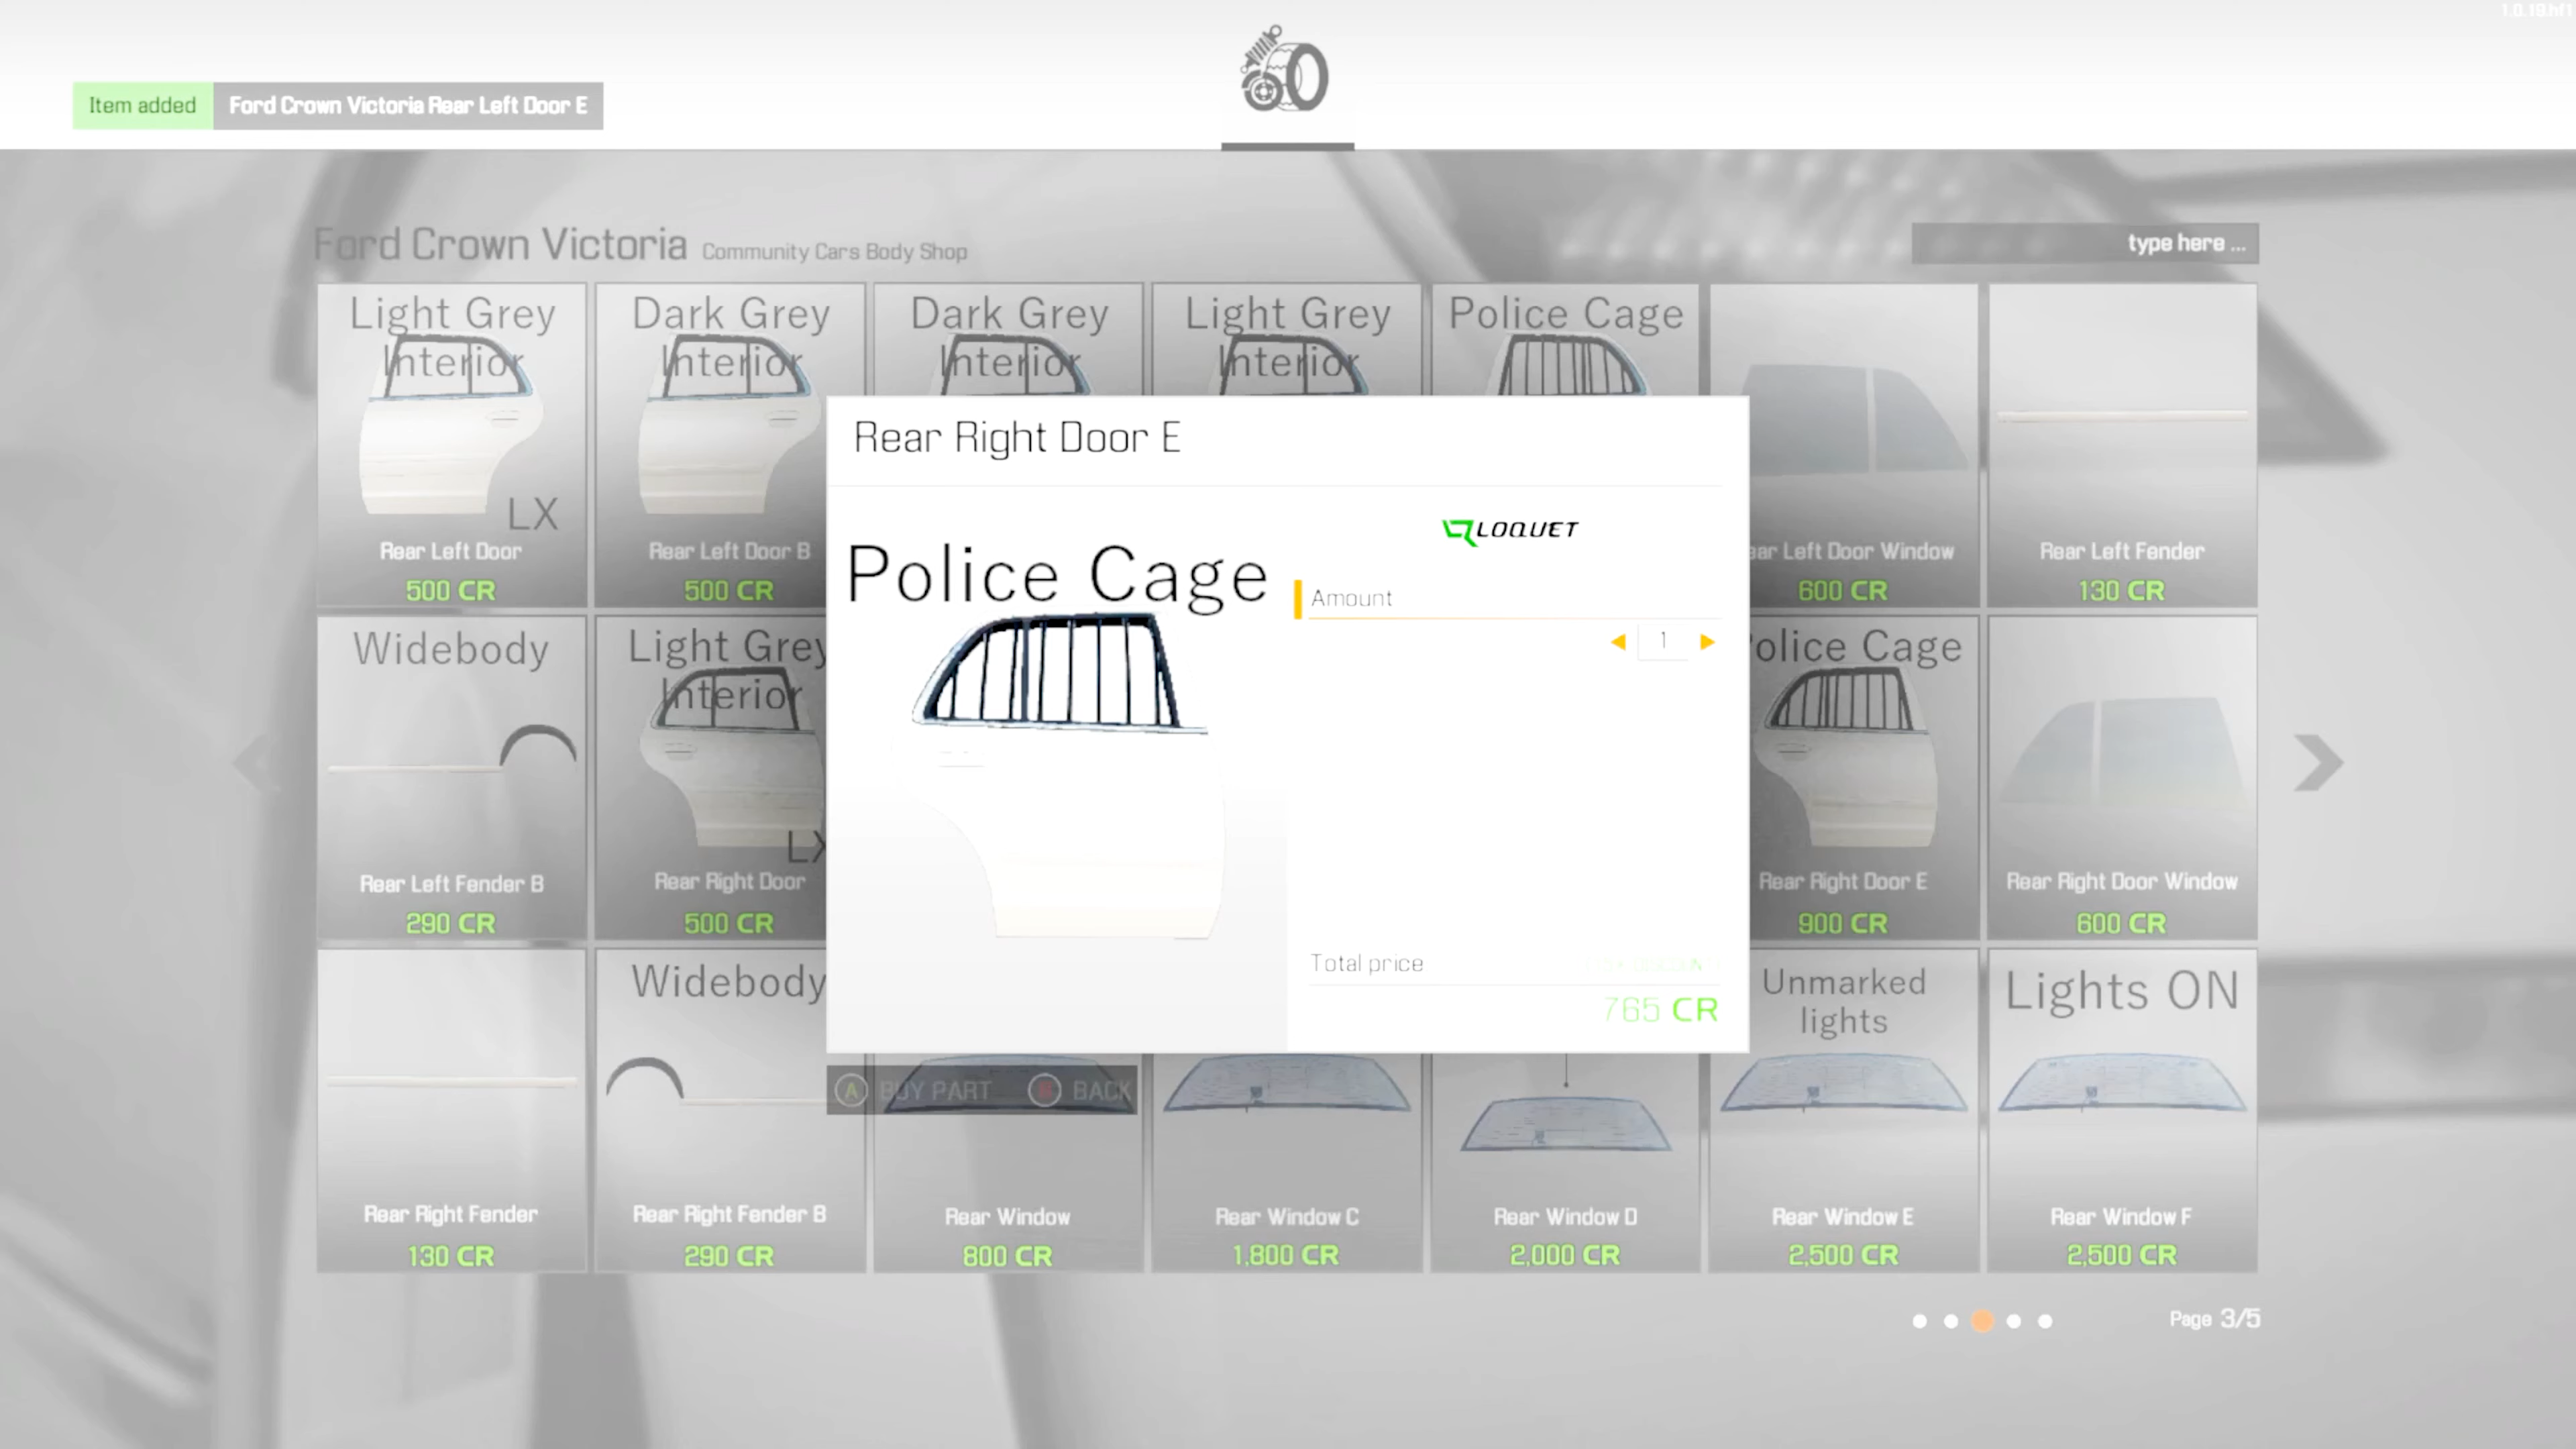 1.0.19.hf1
Item added
Ford Crown Victoria Rear Left Door E
Ford Crown Victoria Community Cars Body Shop
type here ...
Light Grey
Interior
LX
Rear Left Door
500 CR
Dark Grey
Interior
Rear Left Door B
500 CR
Dark Grey
Interior
Light Grey
Interior
Police Cage
Left Door Window
600 CR
Rear Left Fender
130 CR
Rear Right Door E
Police Cage
LOQUET
Amount
1
Total price
765 CR
A BUY PART
BACK
Widebody
Rear Left Fender B
290 CR
Light Grey
Interior
LX
Rear Right Door
500 CR
Police Cage
Rear Right Door E
900 CR
Rear Right Door Window
600 CR
Rear Right Fender
130 CR
Widebody
Rear Right Fender B
290 CR
Rear Window
800 CR
Rear Window C
1,800 CR
Rear Window D
2,000 CR
Unmarked
lights
Rear Window E
2,500 CR
Lights ON
Rear Window F
2,500 CR
Page 3/5